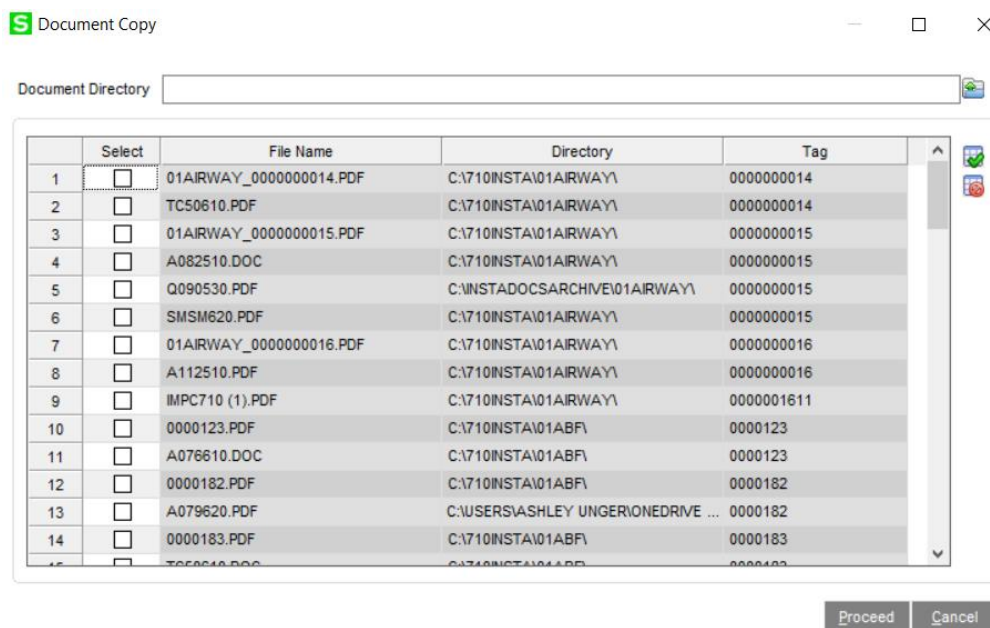 S Document Copy
Document Directory
Select File Name Directory Tag
1 01AIRWAY_0000000014.PDF C:\710INSTA\01AIRWAY\ 0000000014
2 TC50610.PDF C:\710INSTA\01AIRWAY\ 0000000014
3 01AIRWAY_0000000015.PDF C:\710INSTA\01AIRWAY\ 0000000015
4 A082510.DOC C:\710INSTA\01AIRWAY\ 0000000015
5 Q090530.PDF C:\INSTADOCSARCHIVE\01AIRWAY\ 0000000015
6 SMSM620.PDF C:\710INSTA\01AIRWAY\ 0000000015
7 01AIRWAY_0000000016.PDF C:\710INSTA\01AIRWAY\ 0000000016
8 A112510.PDF C:\710INSTA\01AIRWAY\ 0000000016
9 IMPC710 (1).PDF C:\710INSTA\01AIRWAY\ 0000001611
10 0000123.PDF C:\710INSTA\01ABF\ 0000123
11 A076610.DOC C:\710INSTA\01ABF\ 0000123
12 0000182.PDF C:\710INSTA\01ABF\ 0000182
13 A079620.PDF C:\USERS\ASHLEY UNGER\ONEDRIVE ... 0000182
14 0000183.PDF C:\710INSTA\01ABF\ 0000183
Proceed Cancel